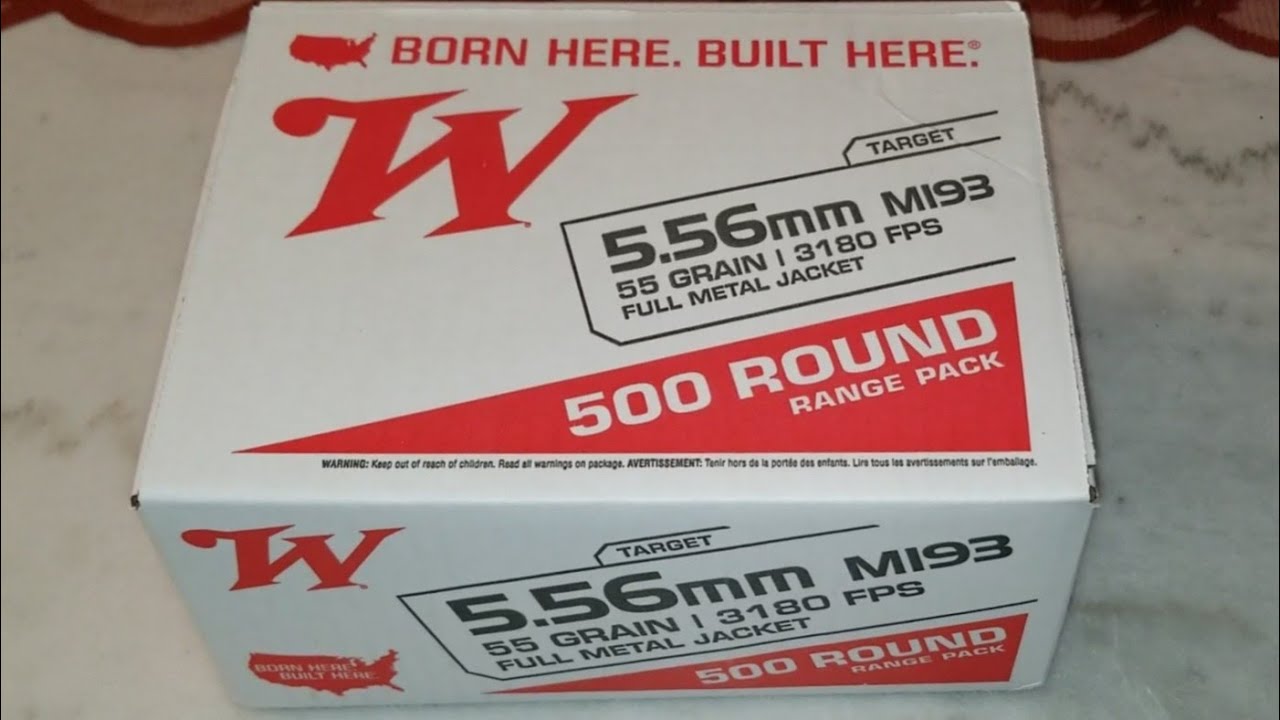 BORN HERE. BUILT HERE.®
W
TARGET
5.56mm M193
55 GRAIN | 3180 FPS
FULL METAL JACKET
500 ROUND
RANGE PACK
WARNING: Keep out of reach of children. Read all warnings on package. AVERTISSEMENT: Tenir hors de la portée des enfants. Lire tous les avertissements sur l'emballage.
W
TARGET
5.56mm M193
55 GRAIN | 3180 FPS
FULL METAL JACKET
500 ROUND
RANGE PACK
BORN HERE.
BUILT HERE.